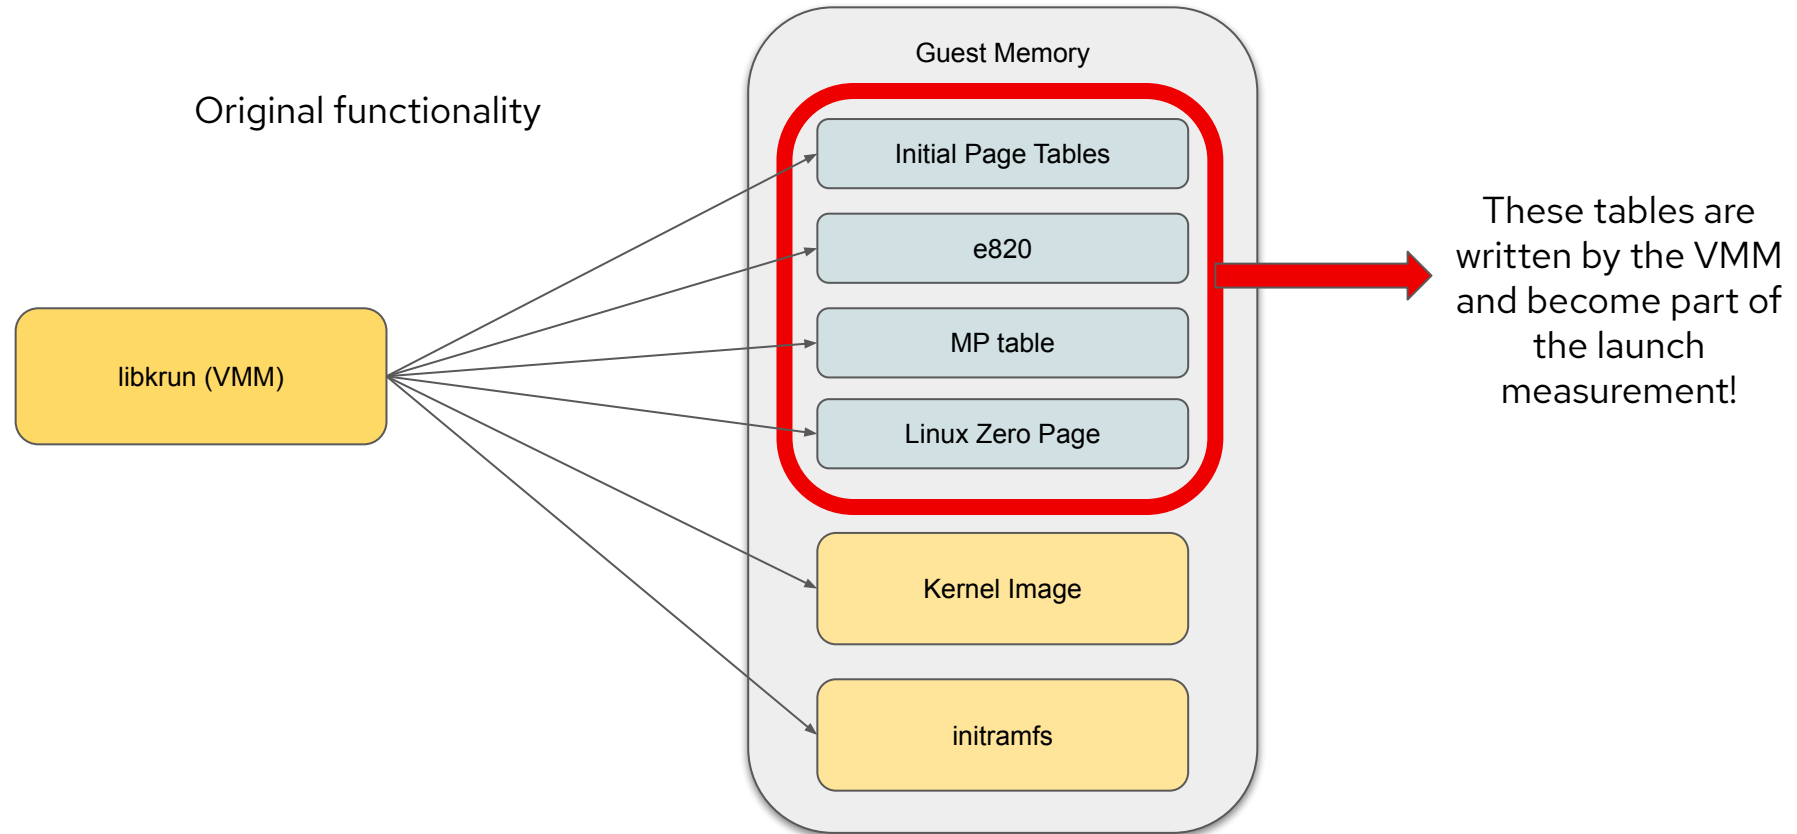 Original functionality
Guest Memory
Initial Page Tables
e820
MP table
Linux Zero Page
Kernel Image
initramfs
libkrun (VMM)
These tables are
written by the VMM
and become part of
the launch
measurement!